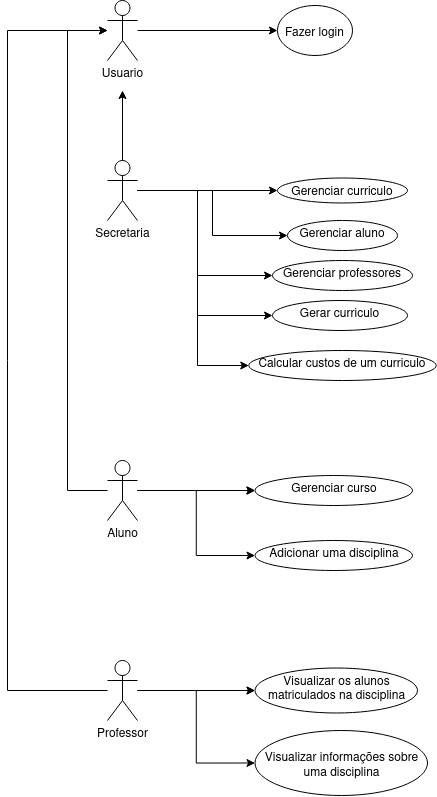 Fazer login
Usuario
Secretaria
Gerenciar curriculo
Gerenciar aluno
Gerenciar professores
Gerar curriculo
Calcular custos de um curriculo
Aluno
Gerenciar curso
Adicionar uma disciplina
Professor
Visualizar os alunos
matriculados na disciplina
Visualizar informações sobre
uma disciplina